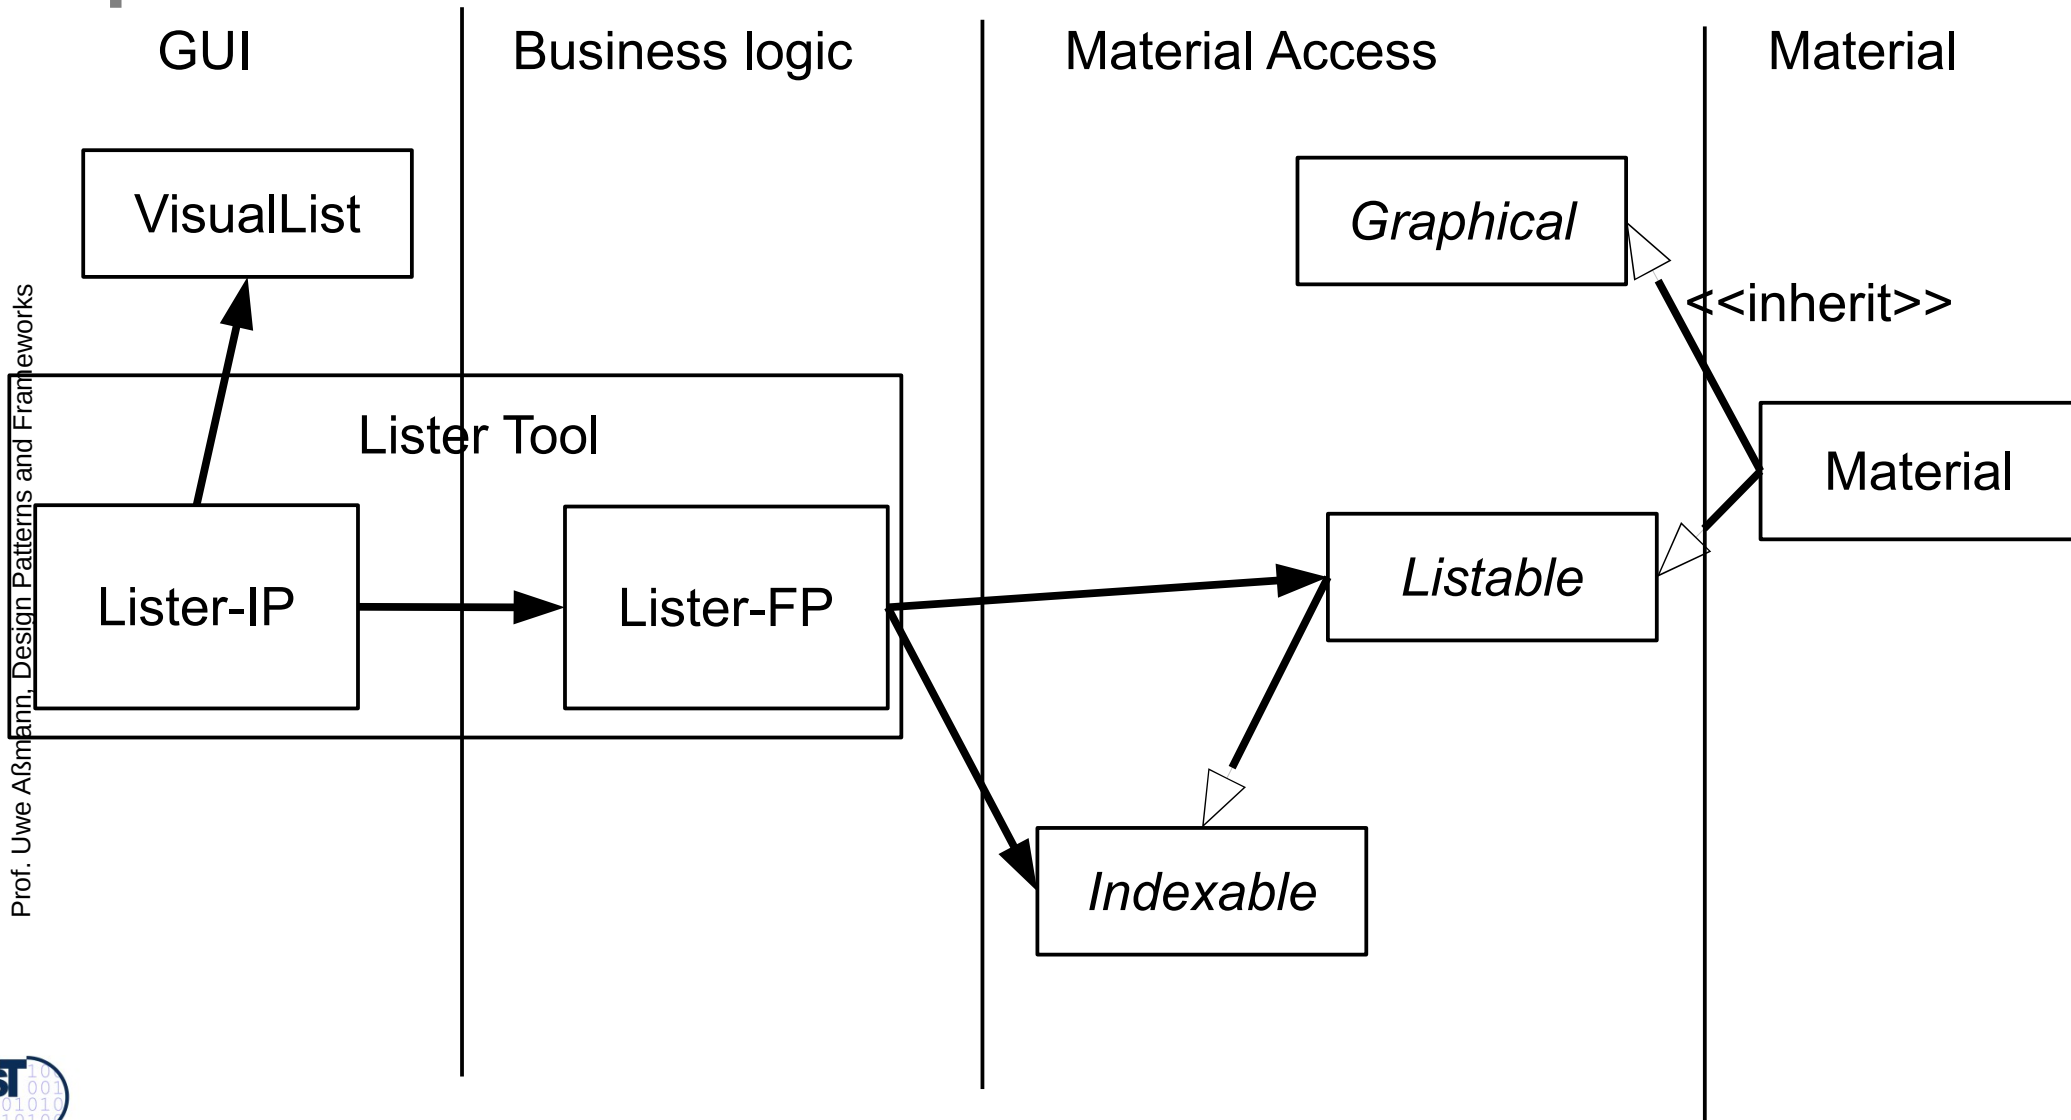 GUI
Business logic
Material Access
Material
VisualList
Graphical
<<inherit>>
Lister Tool
Material
Lister-IP
Lister-FP
Listable
Indexable
Prof. Uwe Aßmann, Design Patterns and Frameworks